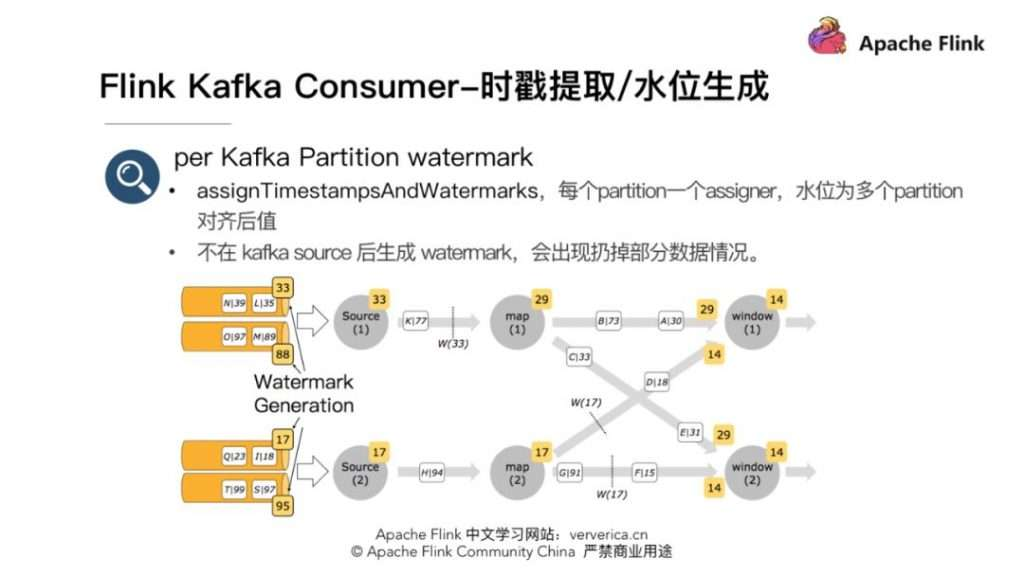 Apache Flink
Flink Kafka Consumer-时戳提取/水位生成
per Kafka Partition watermark
• assignTimestampsAndWatermarks，每个partition一个assigner，水位为多个partition
对齐后值
• 不在 kafka source 后生成 watermark，会出现扔掉部分数据情况。
33
N|39 L|35
O|97 M|89
88
Watermark
Generation
17
Q|23 I|18
T|99 S|97
95
Source
(1)
33
K|77
W(33)
map
(1)
29
B|73 A|30
29
window
(1)
14
14
C|33
D|18
W(17)
E|31
29
Source
(2)
17
H|94
map
(2)
17
G|91 F|15
W(17)
14
window
(2)
14
Apache Flink 中文学习网站：ververica.cn
© Apache Flink Community China 严禁商业用途